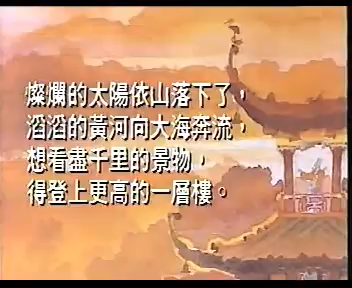 燦爛的太陽依山落下了，
滔滔的黃河向大海奔流，
想看盡千里的景物，
得登上更高的一層樓。